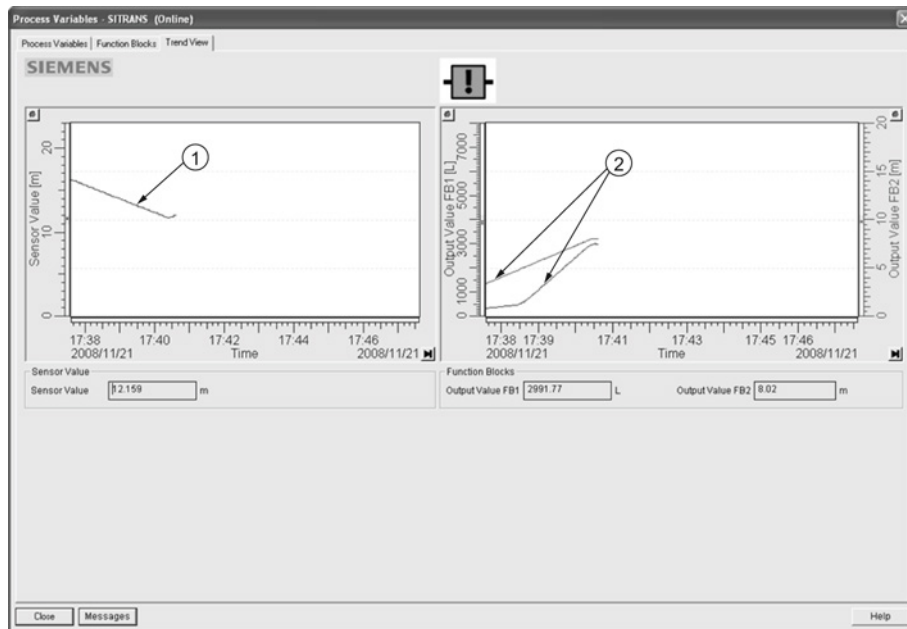 Process Variables - SITRANS (Online)
Process Variables Function Blocks Trend View
SIEMENS
!
Sensor Value [m]
20
10
0
1
17:38 17:40 17:42 17:44 17:46
2008/11/21 Time 2008/11/21
Output Value FB1 [L]
7000
5000
3000
1000
0
2
Output Value FB2 [m]
20
15
10
5
0
17:38 17:39 17:41 17:43 17:45 17:46
2008/11/21 Time 2008/11/21
Sensor Value
Sensor Value 12.159 m
Function Blocks
Output Value FB1 2991.77 L Output Value FB2 8.02 m
Close Messages Help